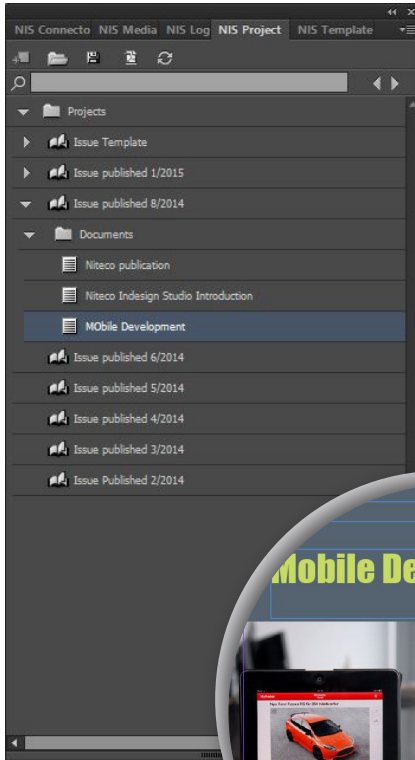 NIS Connecto NIS Media NIS Log NIS Project NIS Template
Projects
Issue Template
Issue published 1/2015
Issue published 8/2014
Documents
Niteco publication
Niteco Indesign Studio Introduction
MObile Development
Issue published 6/2014
Issue published 5/2014
Issue published 4/2014
Issue published 3/2014
Issue Published 2/2014
Mobile De